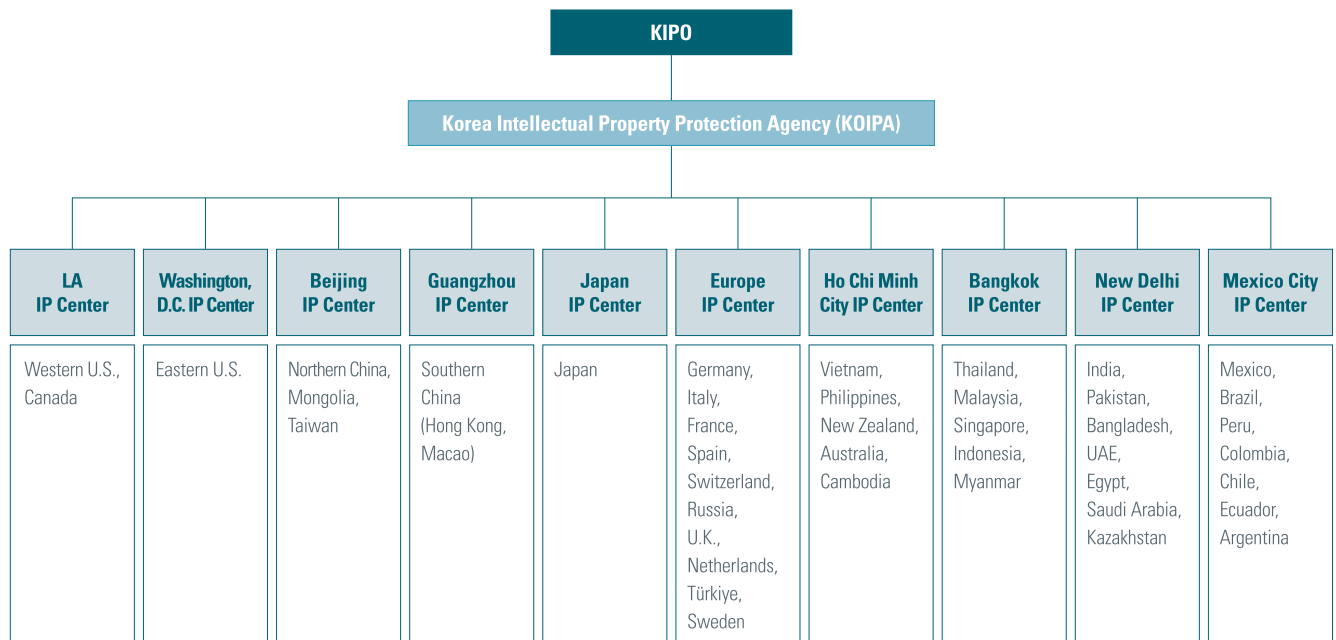 KIPO
Korea Intellectual Property Protection Agency (KOIPA)
LA
IP Center
Western U.S.,
Canada
Washington,
D.C. IP Center
Eastern U.S.
Beijing
IP Center
Northern China,
Mongolia,
Taiwan
Guangzhou
IP Center
Southern
China
(Hong Kong,
Macao)
Japan
IP Center
Japan
Europe
IP Center
Germany,
Italy,
France,
Spain,
Switzerland,
Russia,
U.K.,
Netherlands,
Türkiye,
Sweden
Ho Chi Minh
City IP Center
Vietnam,
Philippines,
New Zealand,
Australia,
Cambodia
Bangkok
IP Center
Thailand,
Malaysia,
Singapore,
Indonesia,
Myanmar
New Delhi
IP Center
India,
Pakistan,
Bangladesh,
UAE,
Egypt,
Saudi Arabia,
Kazakhstan
Mexico City
IP Center
Mexico,
Brazil,
Peru,
Colombia,
Chile,
Ecuador,
Argentina